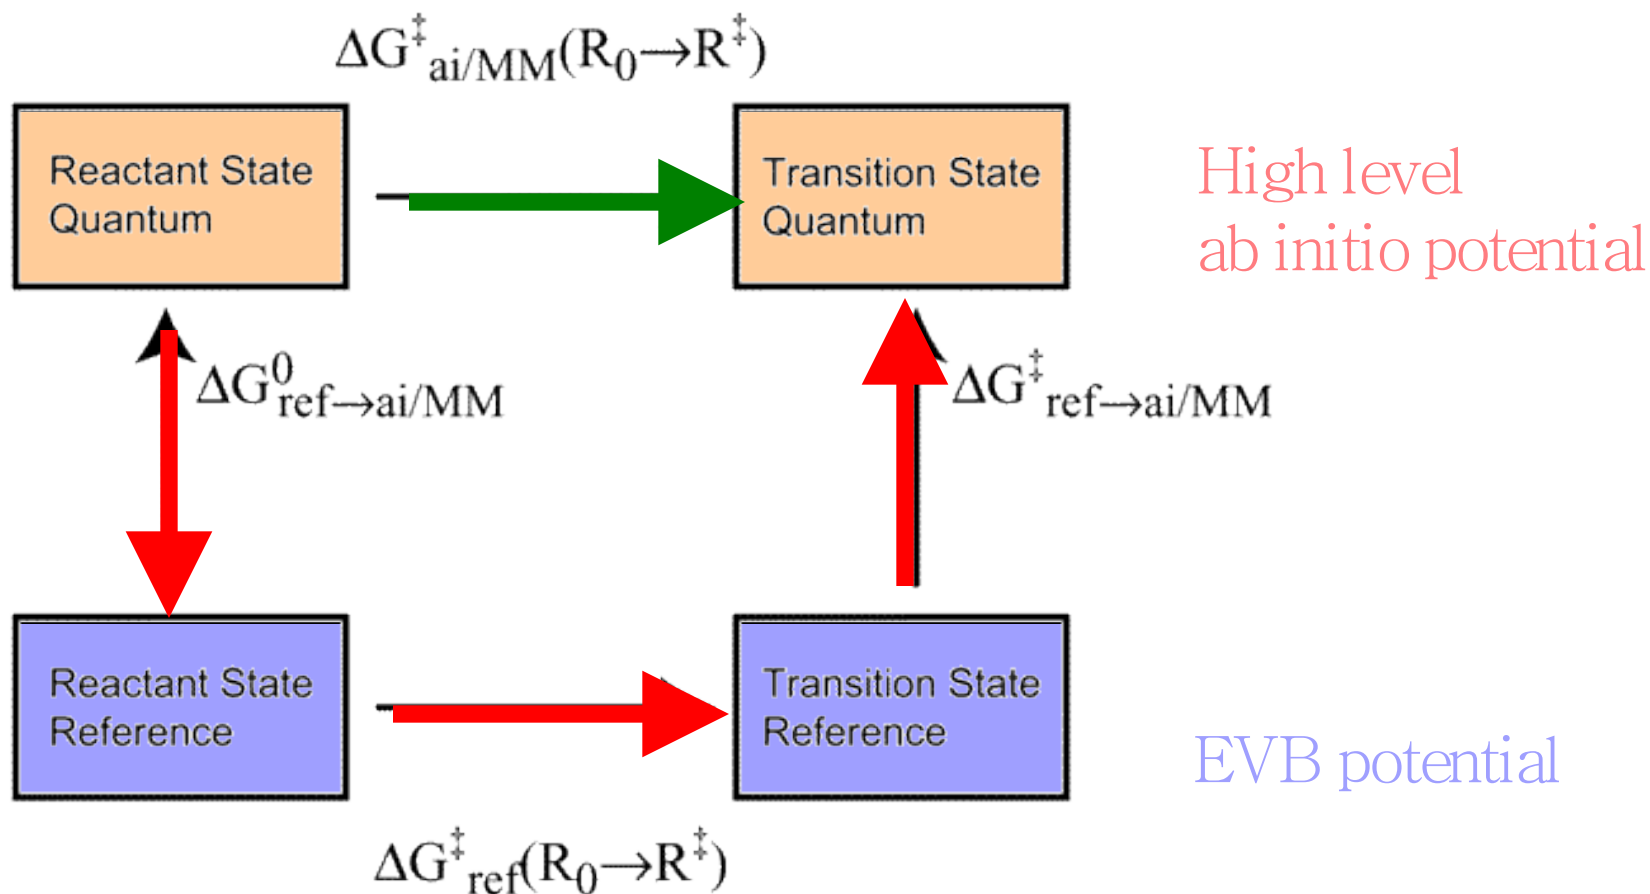 ΔG‡ai/MM(R0→R‡)
Reactant State
Quantum
Transition State
Quantum
High level
ab initio potential
ΔG0ref→ai/MM
ΔG‡ref→ai/MM
Reactant State
Reference
Transition State
Reference
EVB potential
ΔG‡ref(R0→R‡)